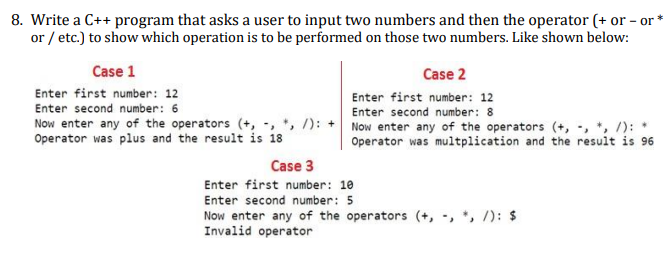 8. Write a C++ program that asks a user to input two numbers and then the operator (+ or – or *
or / etc.) to show which operation is to be performed on those two numbers. Like shown below:
Case 1
Enter first number: 12
Enter second number: 6
Now enter any of the operators (+, -, *, /): +
Operator was plus and the result is 18
Case 2
Enter first number: 12
Enter second number: 8
Now enter any of the operators (+, -, *, /): *
Operator was multplication and the result is 96
Case 3
Enter first number: 10
Enter second number: 5
Now enter any of the operators (+, -, *, /): $
Invalid operator